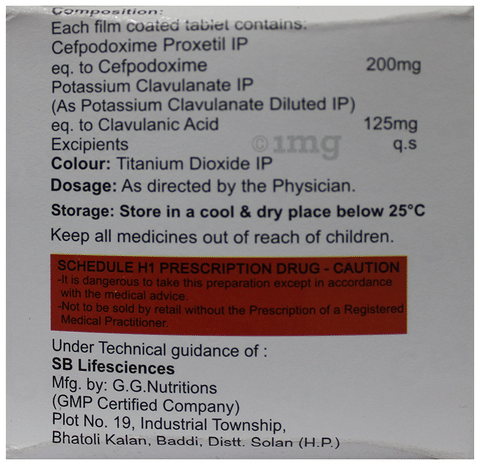 Composition:
Each film coated tablet contains:
Cefpodoxime Proxetil IP
eq. to Cefpodoxime 200mg
Potassium Clavulanate IP
(As Potassium Clavulanate Diluted IP)
eq. to Clavulanic Acid 125mg
Excipients q.s
©1mg
Colour: Titanium Dioxide IP
Dosage: As directed by the Physician.
Storage: Store in a cool & dry place below 25°C
Keep all medicines out of reach of children.
SCHEDULE H1 PRESCRIPTION DRUG - CAUTION
-It is dangerous to take this preparation except in accordance
with the medical advice.
-Not to be sold by retail without the Prescription of a Registered
Medical Practitioner.
Under Technical guidance of :
SB Lifesciences
Mfg. by: G.G.Nutritions
(GMP Certified Company)
Plot No. 19, Industrial Township,
Bhatoli Kalan, Baddi, Distt. Solan (H.P.)